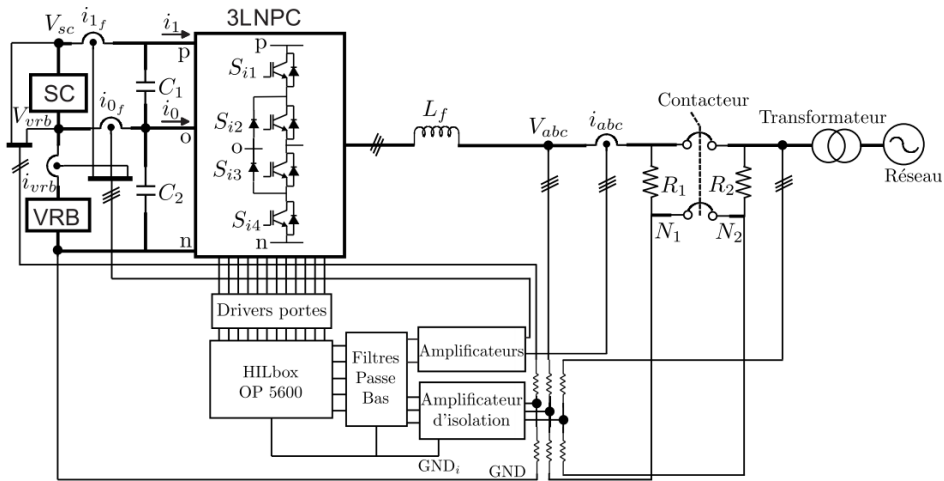 V_sc
i_1f
i_1
3LNPC
p
p
S_i1
SC
C_1
i_0f
i_0
V_vrb
o
S_i2
o
S_i3
i_vrb
VRB
C_2
S_i4
n
n
L_f
V_abc
i_abc
Contacteur
Transformateur
Réseau
R_1
R_2
N_1
N_2
Drivers portes
HILbox
OP 5600
Filtres
Passe
Bas
Amplificateurs
Amplificateur
d'isolation
GND_i
GND